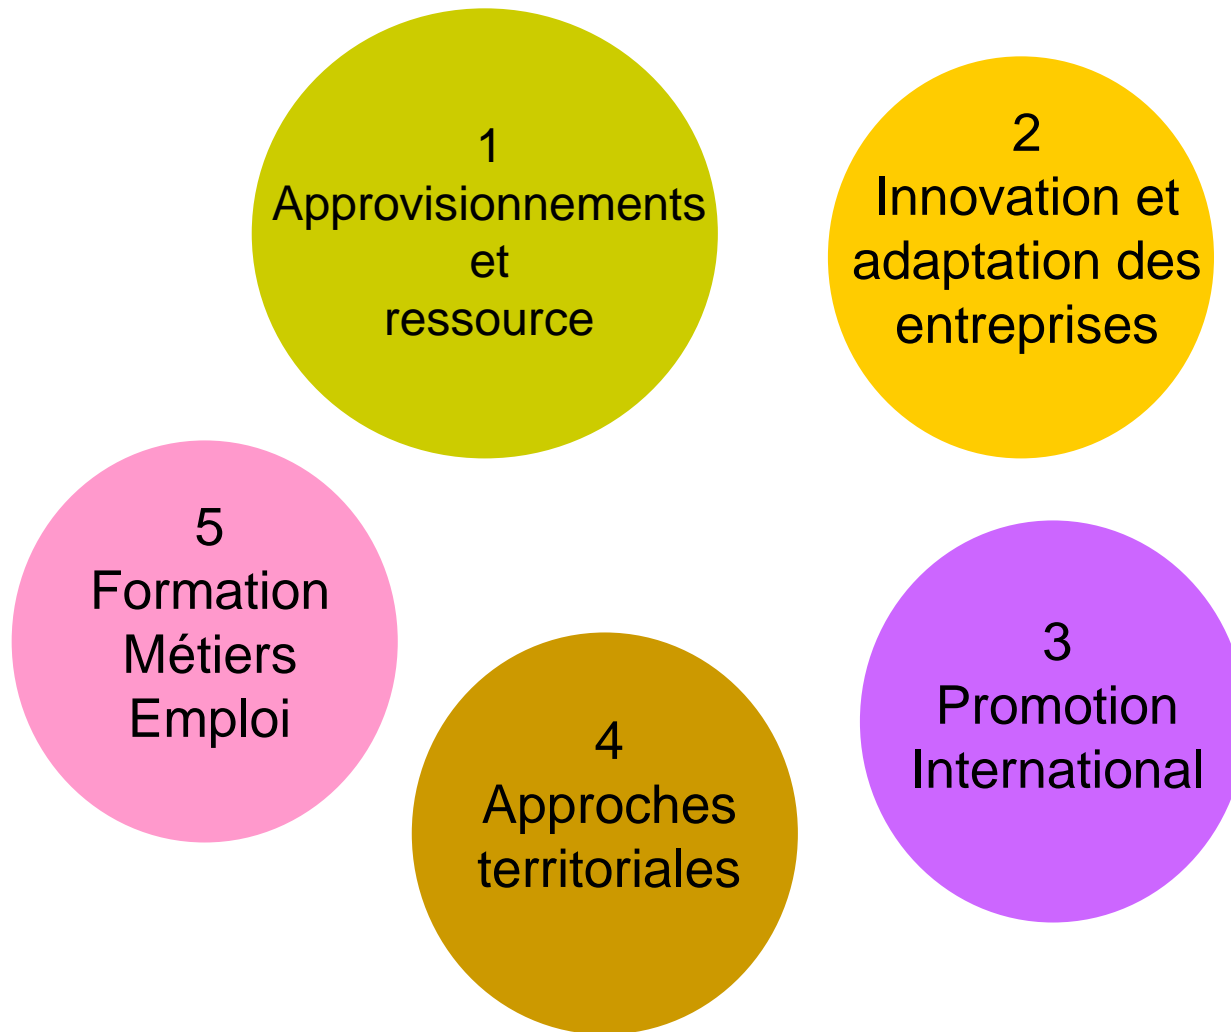 1
Approvisionnements
et
ressource
2
Innovation et
adaptation des
entreprises
3
Promotion
International
4
Approches
territoriales
5
Formation
Métiers
Emploi